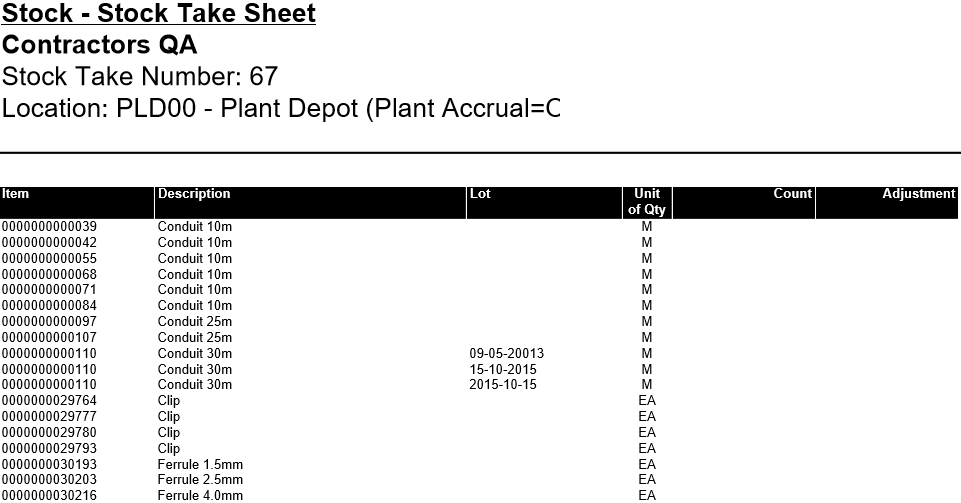 Stock - Stock Take Sheet
Contractors QA
Stock Take Number: 67
Location: PLD00 - Plant Depot (Plant Accrual=C
Item Description Lot Unit of Qty Count Adjustment
0000000000039 Conduit 10m M
0000000000042 Conduit 10m M
0000000000055 Conduit 10m M
0000000000068 Conduit 10m M
0000000000071 Conduit 10m M
0000000000084 Conduit 10m M
0000000000097 Conduit 25m M
0000000000107 Conduit 25m M
0000000000110 Conduit 30m 09-05-20013 M
0000000000110 Conduit 30m 15-10-2015 M
0000000000110 Conduit 30m 2015-10-15 M
0000000029764 Clip EA
0000000029777 Clip EA
0000000029780 Clip EA
0000000029793 Clip EA
0000000030193 Ferrule 1.5mm EA
0000000030203 Ferrule 2.5mm EA
0000000030216 Ferrule 4.0mm EA